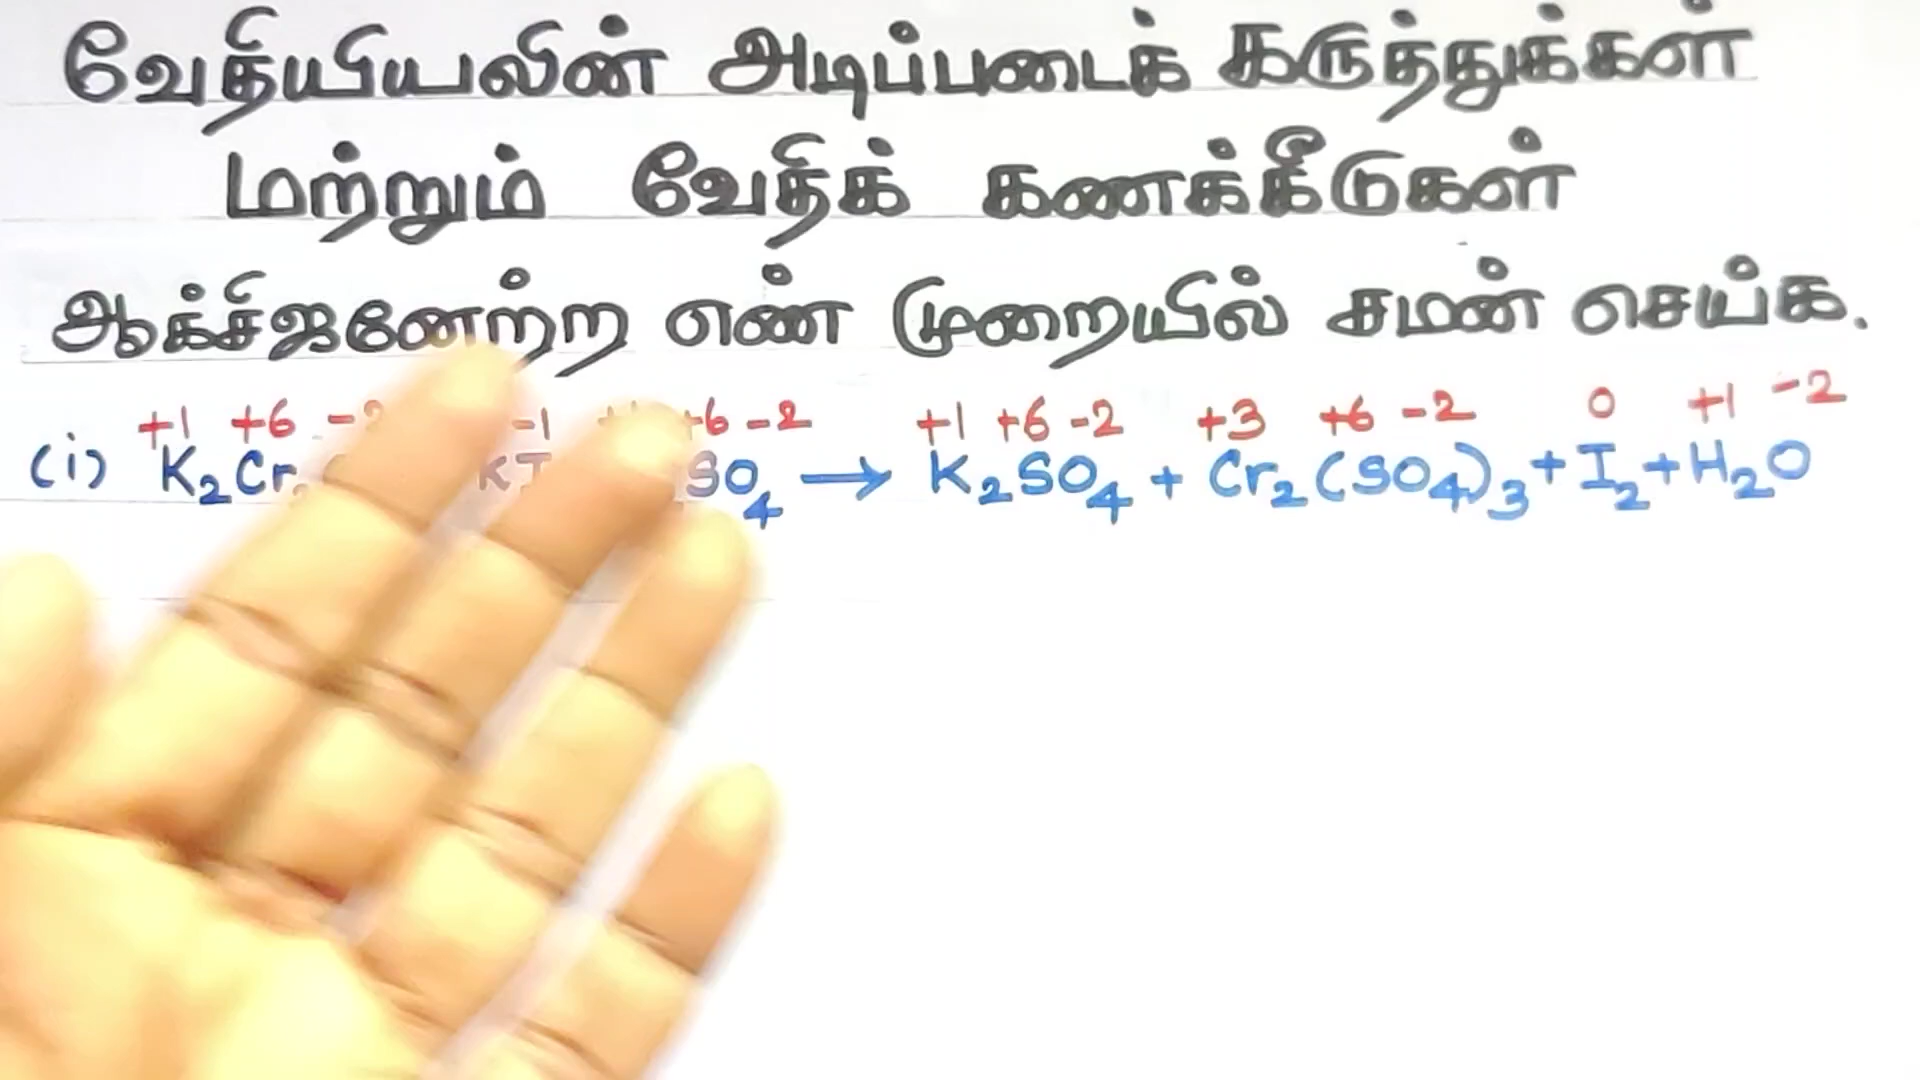 வேதியியலின் அடிப்படைக் கருத்துக்கள்
மற்றும் வேதிக் கணக்கீடுகள்
ஆக்சிஜனேற்ற எண் முறையில் சமன் செய்க.
+1 +6 -2 -1 +6 -2 +1 +6 -2 +3 +6 -2 0 +1 -2
(i) K₂Cr K SO₄ → K₂SO₄ + Cr₂(SO₄)₃ + I₂ + H₂O